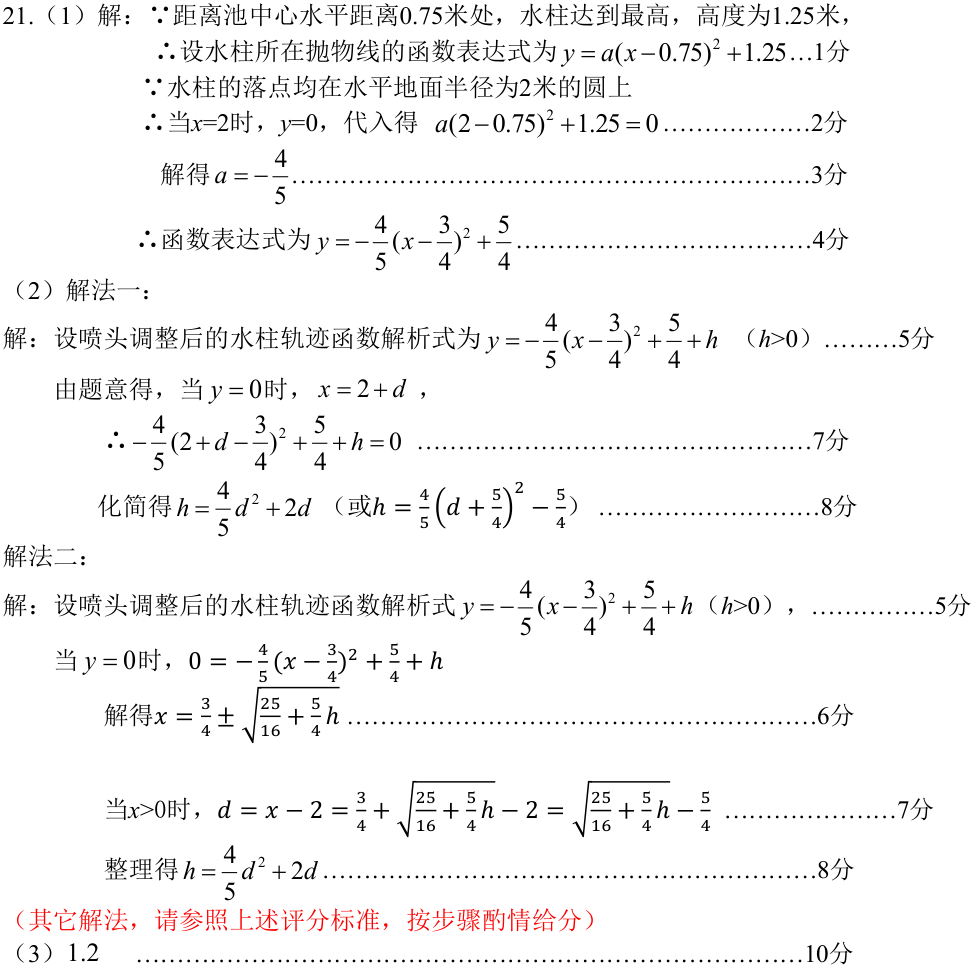 21.（1）解：∵距离池中心水平距离0.75米处，水柱达到最高，高度为1.25米，
∴设水柱所在抛物线的函数表达式为 y = a(x − 0.75)² + 1.25…1分
∵水柱的落点均在水平地面半径为2米的圆上
∴当x=2时，y=0，代入得 a(2 − 0.75)² + 1.25 = 0………………2分
解得 a = − 4/5………………………………………………………3分
∴函数表达式为 y = − 4/5 (x − 3/4)² + 5/4………………………………4分
（2）解法一：
解：设喷头调整后的水柱轨迹函数解析式为 y = − 4/5 (x − 3/4)² + 5/4 + h （h>0）………5分
由题意得，当 y = 0时， x = 2 + d ，
∴ − 4/5 (2 + d − 3/4)² + 5/4 + h = 0 …………………………………………7分
化简得 h = 4/5 d² + 2d （或h = 4/5 (d + 5/4)² − 5/4） ………………………8分
解法二：
解：设喷头调整后的水柱轨迹函数解析式 y = − 4/5 (x − 3/4)² + 5/4 + h（h>0），……………5分
当 y = 0时，0 = − 4/5 (x − 3/4)² + 5/4 + h
解得x = 3/4 ± √(25/16 + 5/4 h) …………………………………………………6分
当x>0时，d = x − 2 = 3/4 + √(25/16 + 5/4 h) − 2 = √(25/16 + 5/4 h) − 5/4 …………………7分
整理得 h = 4/5 d² + 2d……………………………………………………8分
（其它解法，请参照上述评分标准，按步骤酌情给分）
（3）1.2 ………………………………………………………………………10分